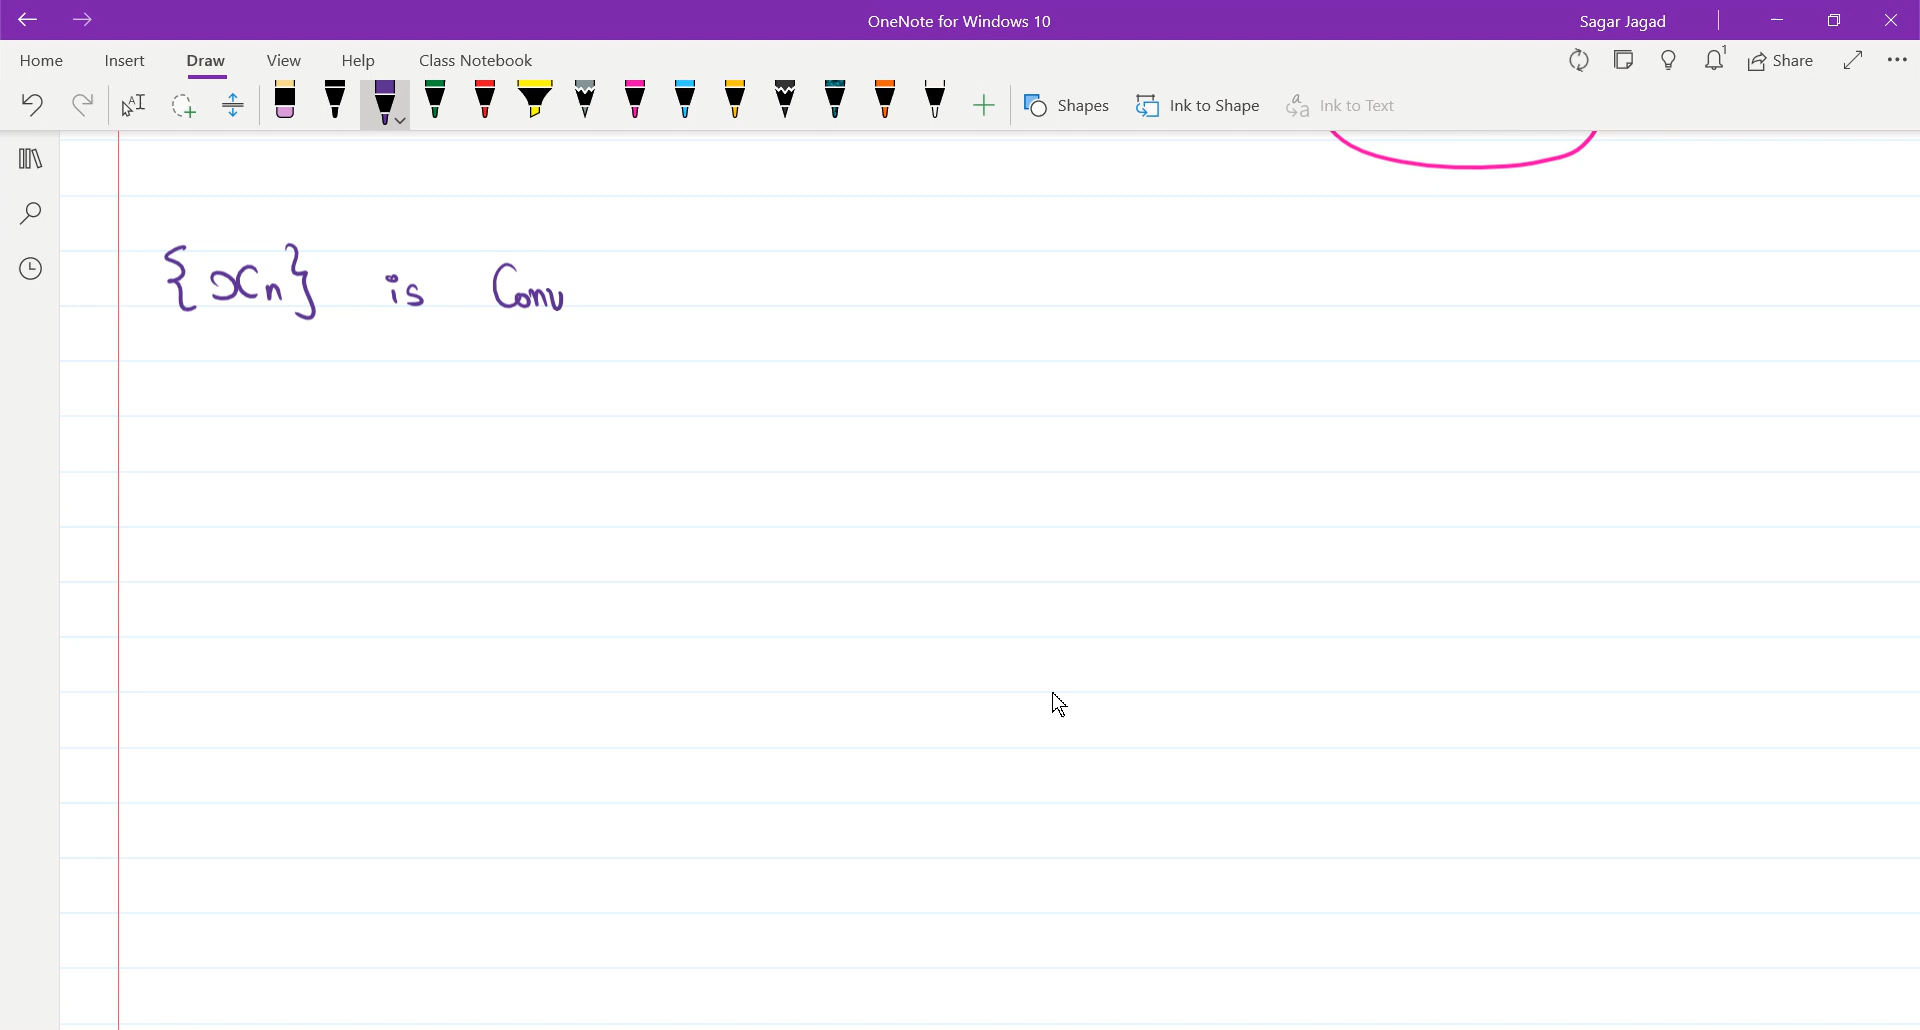 OneNote for Windows 10 Sagar Jagad
Home Insert Draw View Help Class Notebook 1 Share
Shapes Ink to Shape Ink to Text
{xn} is Conv